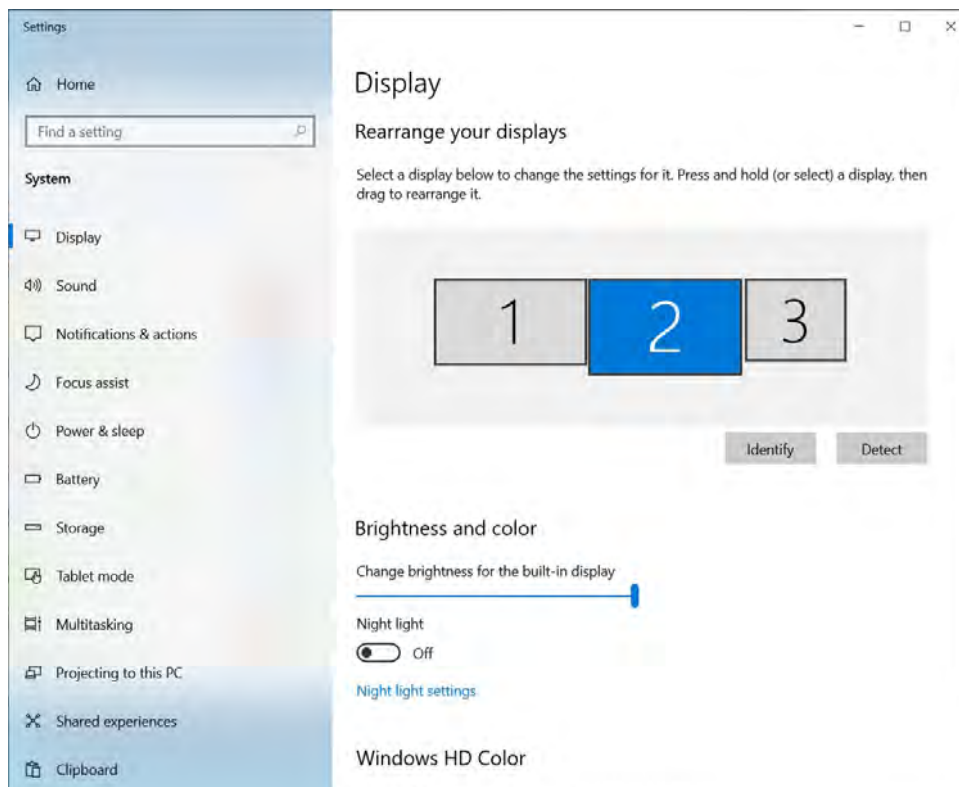 Settings
Home
Find a setting
System
Display
Sound
Notifications & actions
Focus assist
Power & sleep
Battery
Storage
Tablet mode
Multitasking
Projecting to this PC
Shared experiences
Clipboard
Display
Rearrange your displays
Select a display below to change the settings for it. Press and hold (or select) a display, then
drag to rearrange it.
1 2 3
Identify Detect
Brightness and color
Change brightness for the built-in display
Night light
Off
Night light settings
Windows HD Color